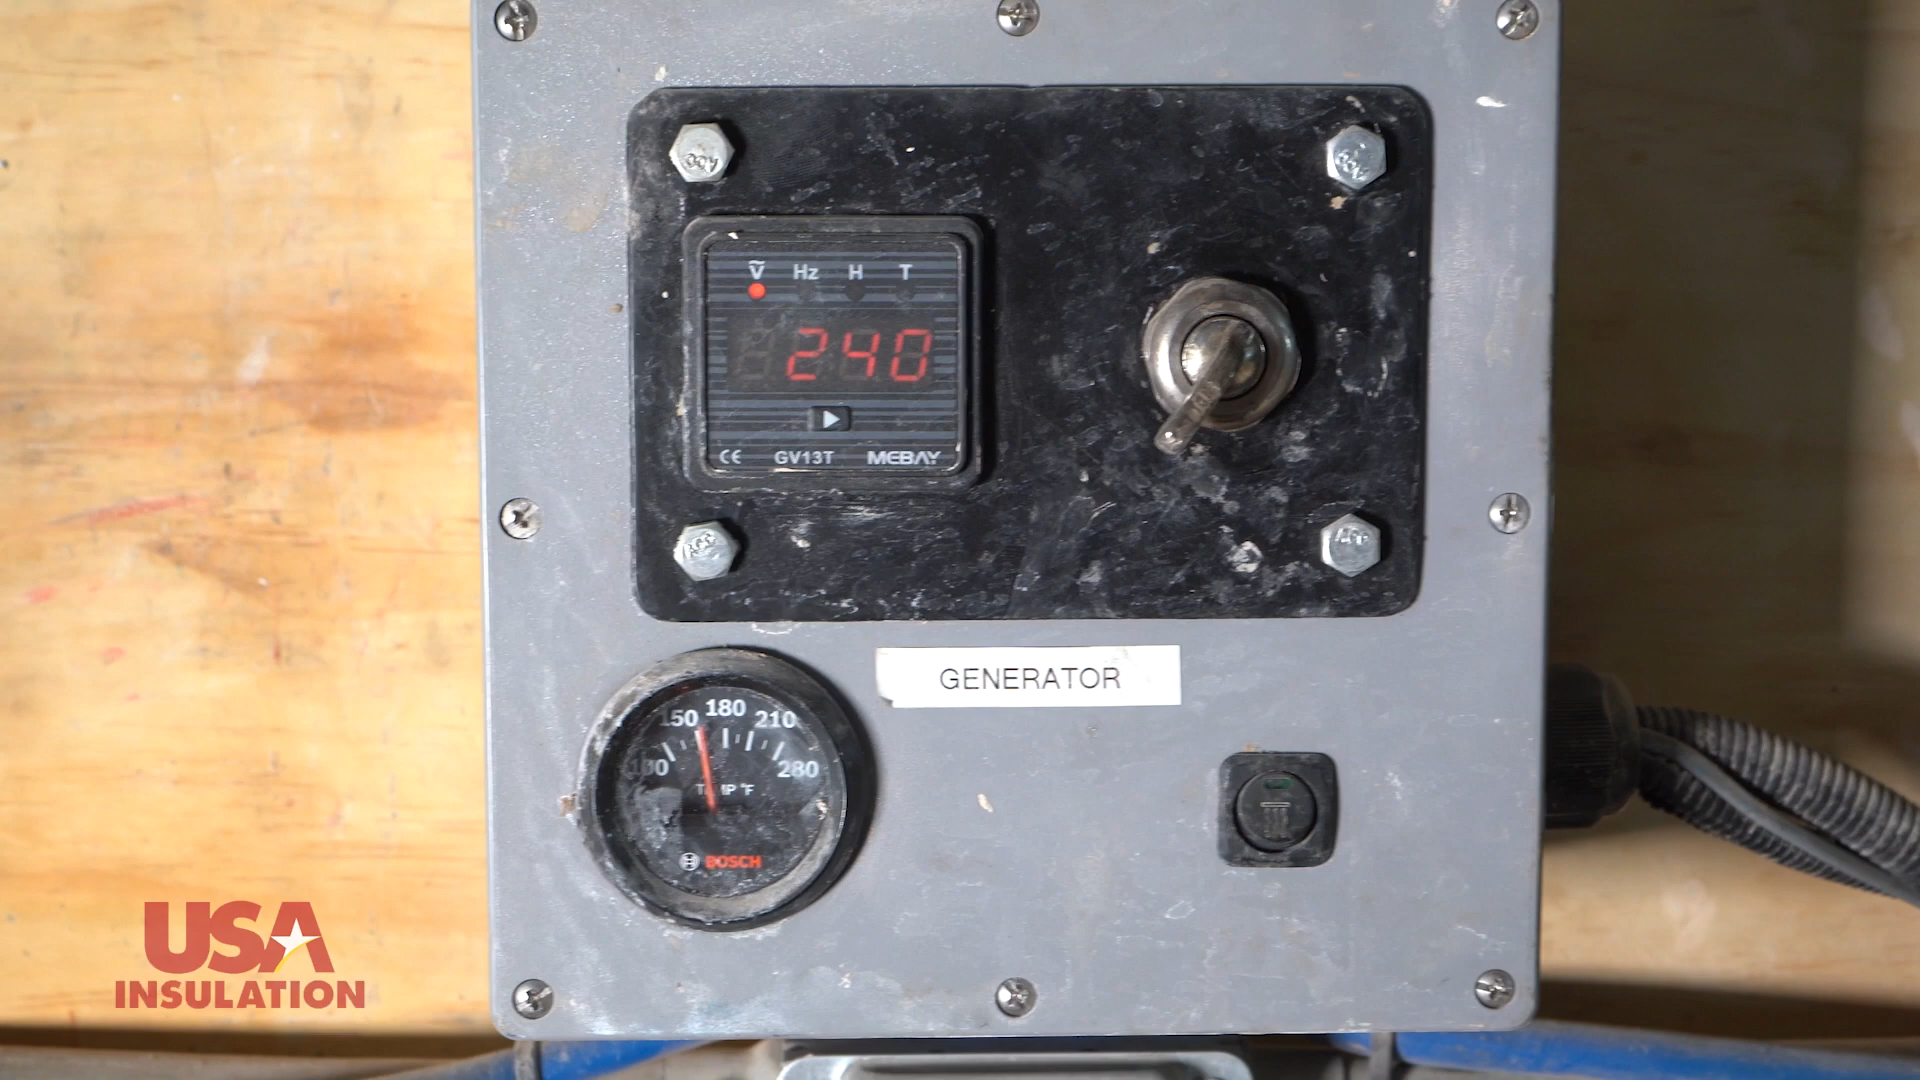 Ṽ Hz H T
240
CE GV13T MEBAY
GENERATOR
100 150 180 210 280
TEMP °F
BOSCH
USA
INSULATION